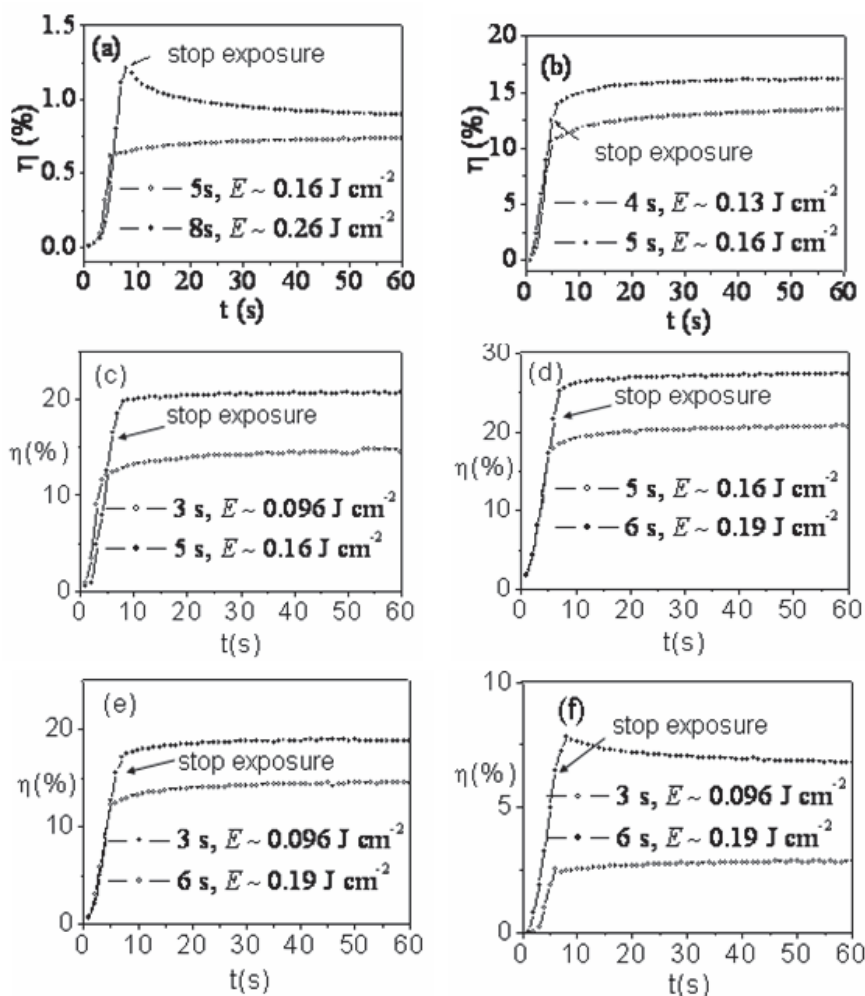 (a)
stop exposure
η (%)
1.5
1.0
0.5
0.0
5s, E ~ 0.16 J cm-2
8s, E ~ 0.26 J cm-2
0 10 20 30 40 50 60
t (s)
(b)
stop exposure
η (%)
20
15
10
5
0
4 s, E ~ 0.13 J cm-2
5 s, E ~ 0.16 J cm-2
0 10 20 30 40 50 60
t (s)
(c)
stop exposure
η(%)
20
10
0
3 s, E ~ 0.096 J cm-2
5 s, E ~ 0.16 J cm-2
0 10 20 30 40 50 60
t(s)
(d)
stop exposure
η(%)
30
20
10
0
5 s, E ~ 0.16 J cm-2
6 s, E ~ 0.19 J cm-2
0 10 20 30 40 50 60
t(s)
(e)
stop exposure
η(%)
20
10
0
3 s, E ~ 0.096 J cm-2
6 s, E ~ 0.19 J cm-2
0 10 20 30 40 50 60
t(s)
(f)
stop exposure
η(%)
10
5
0
3 s, E ~ 0.096 J cm-2
6 s, E ~ 0.19 J cm-2
0 10 20 30 40 50 60
t(s)